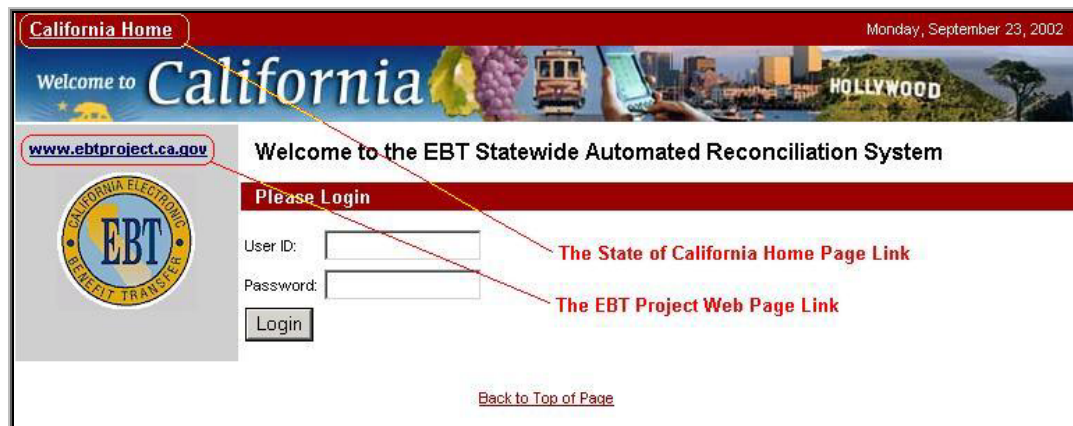 California Home
Monday, September 23, 2002
Welcome to California
HOLLYWOOD
www.ebtproject.ca.gov
Welcome to the EBT Statewide Automated Reconciliation System
CALIFORNIA ELECTRONIC
EBT
BENEFIT TRANSFER
Please Login
User ID:
The State of California Home Page Link
Password:
The EBT Project Web Page Link
Login
Back to Top of Page